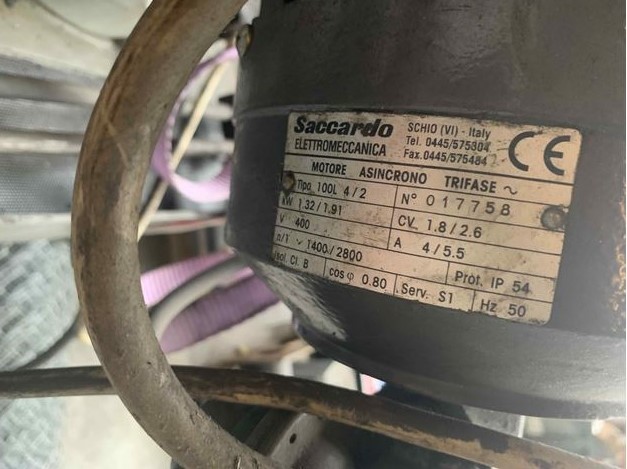 Saccardo
ELETTROMECCANICA
SCHIO (VI) - Italy
Tel. 0445/575304
Fax. 0445/575484
CE
MOTORE ASINCRONO TRIFASE ~
Tipo 100L 4/2
N° 017758
kW 1.32/1.91
CV 1.8/2.6
V 400
A 4/5.5
n/1' ~ 1400/2800
Prot. IP 54
Isol. Cl. B
cos φ 0.80
Serv. S1
Hz 50